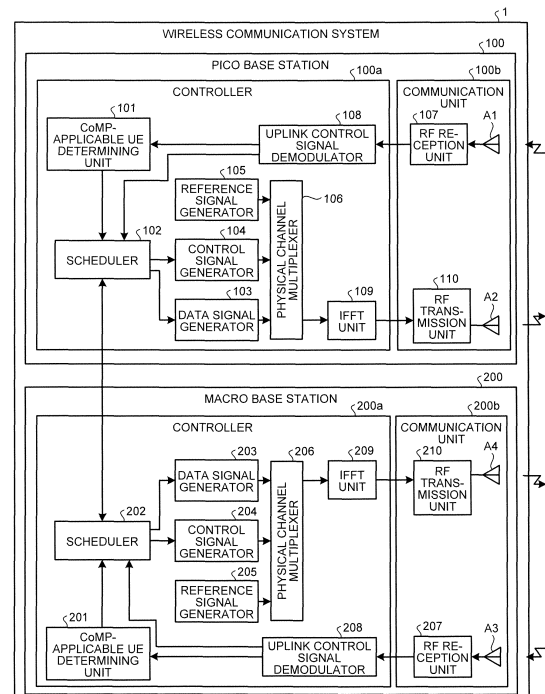 1
WIRELESS COMMUNICATION SYSTEM
100
PICO BASE STATION
100a
100b
CONTROLLER
COMMUNICATION
UNIT
101
CoMP-
APPLICABLE UE
DETERMINING
UNIT
108
UPLINK CONTROL
SIGNAL
DEMODULATOR
107
RF RE-
CEPTION
UNIT
A1
105
REFERENCE
SIGNAL
GENERATOR
106
PHYSICAL CHANNEL
MULTIPLEXER
102
SCHEDULER
104
CONTROL
SIGNAL
GENERATOR
103
DATA SIGNAL
GENERATOR
109
IFFT
UNIT
110
RF
TRANS-
MISSION
UNIT
A2
200
MACRO BASE STATION
200a
200b
CONTROLLER
COMMUNICATION
UNIT
203
DATA SIGNAL
GENERATOR
206
PHYSICAL CHANNEL
MULTIPLEXER
209
IFFT
UNIT
210
RF
TRANS-
MISSION
UNIT
A4
202
SCHEDULER
204
CONTROL
SIGNAL
GENERATOR
205
REFERENCE
SIGNAL
GENERATOR
201
CoMP-
APPLICABLE UE
DETERMINING
UNIT
208
UPLINK CONTROL
SIGNAL
DEMODULATOR
207
RF RE-
CEPTION
UNIT
A3